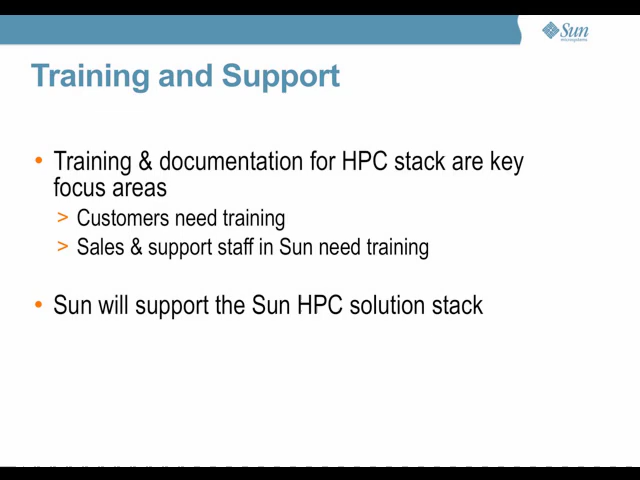 Sun
microsystems
Training and Support
• Training & documentation for HPC stack are key
focus areas
> Customers need training
> Sales & support staff in Sun need training
• Sun will support the Sun HPC solution stack